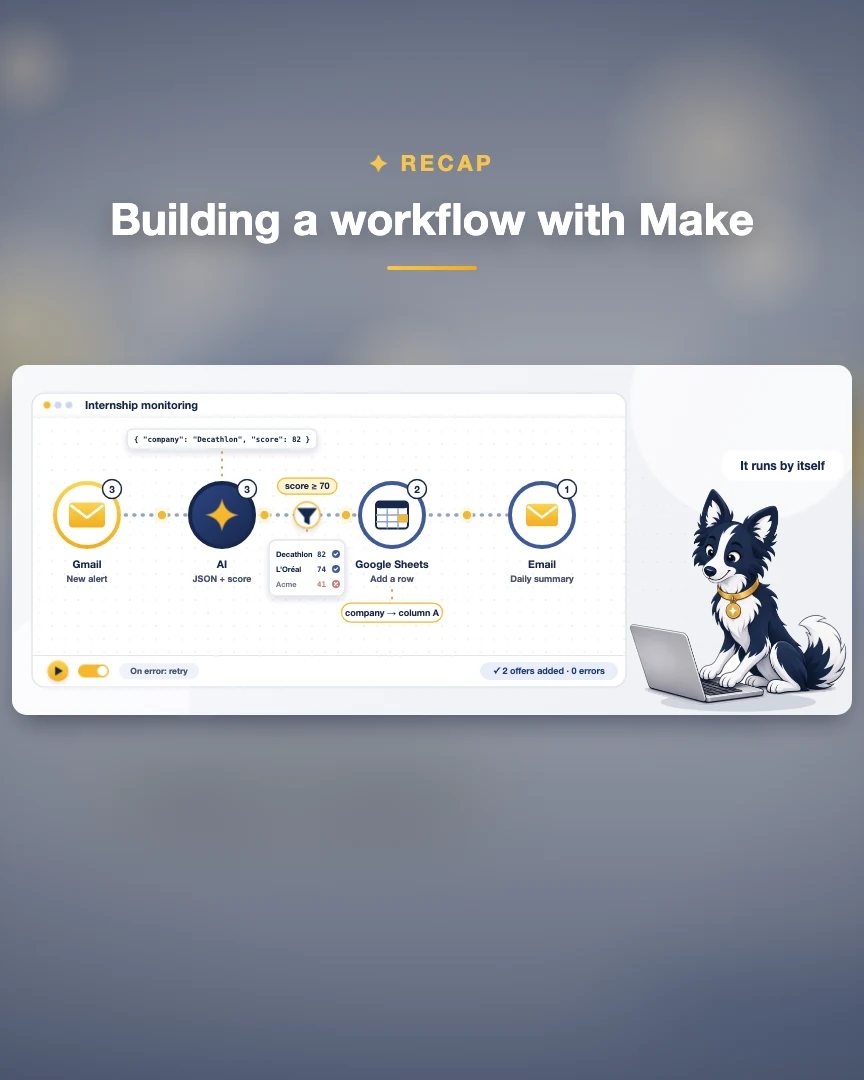 RECAP
Building a workflow with Make
Internship monitoring
{ "company": "Decathlon", "score": 82 }
It runs by itself
score ≥ 70
3
3
2
1
Decathlon 82
L'Oréal 74
Acme 41
Gmail
New alert
AI
JSON + score
Google Sheets
Add a row
Email
Daily summary
company → column A
On error: retry
✓ 2 offers added · 0 errors